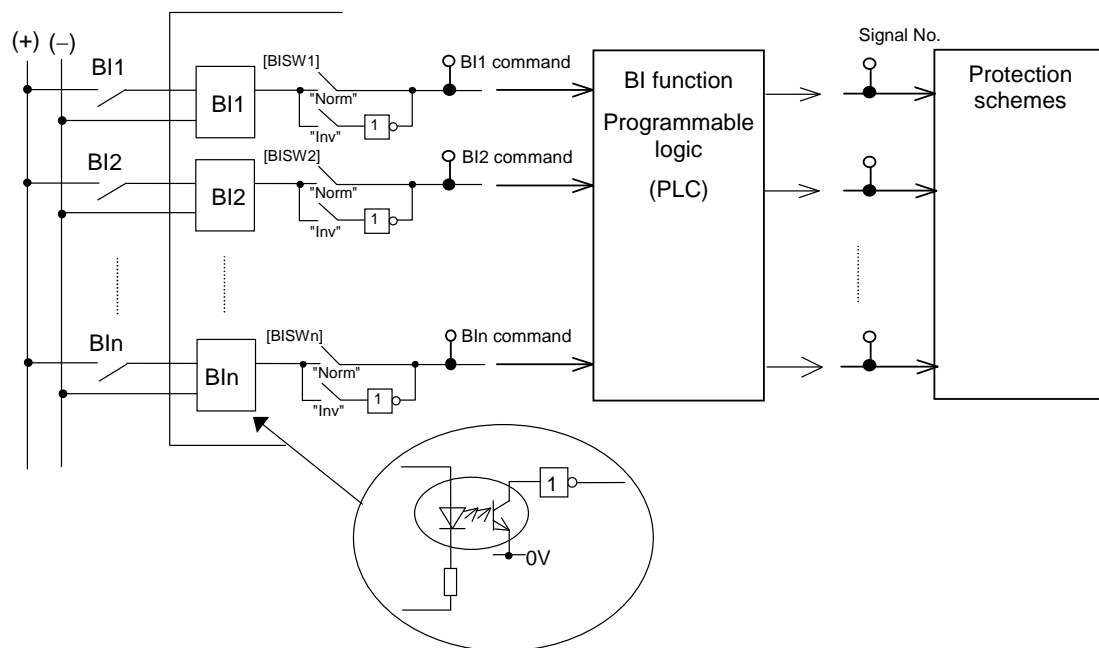 (+) (−)
BI1
BI1
[BISW1]
"Norm"
"Inv"
1
BI1 command
BI2
BI2
[BISW2]
"Norm"
"Inv"
1
BI2 command
BIn
BIn
[BISWn]
"Norm"
"Inv"
1
BIn command
BI function
Programmable
logic
(PLC)
Signal No.
Protection
schemes
1
0V